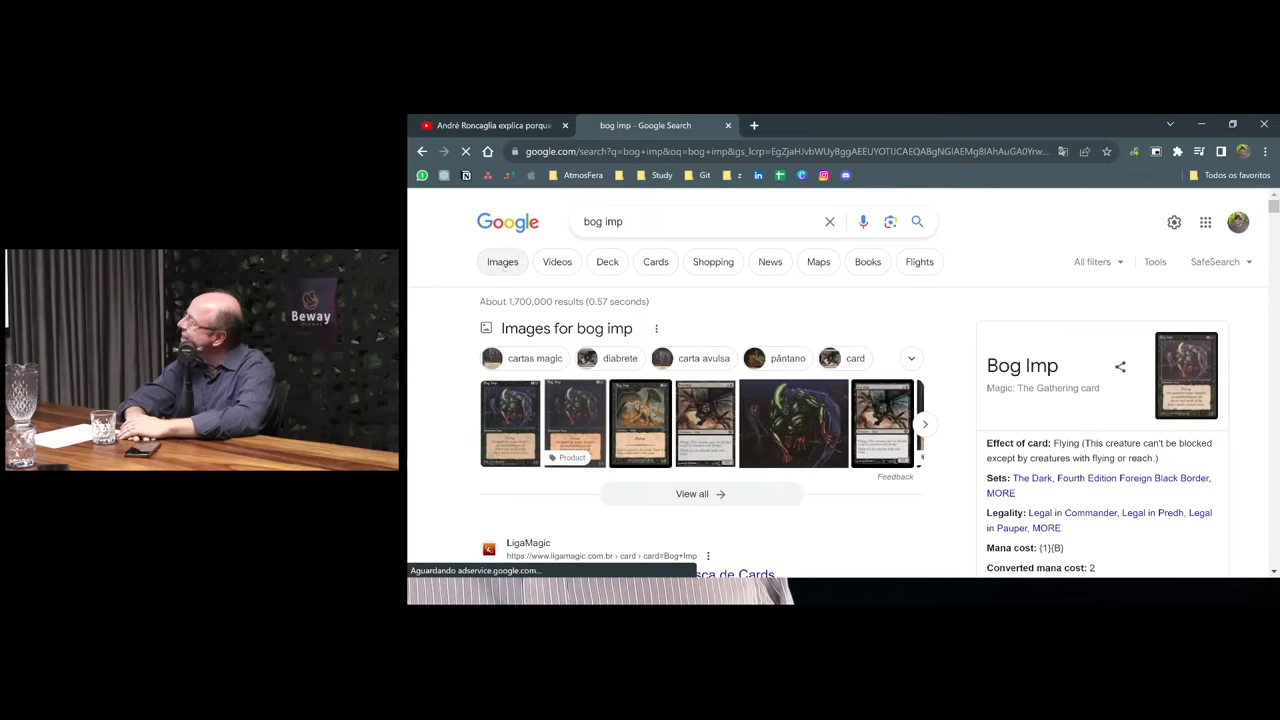 André Roncaglia explica porque
bog imp - Google Search
google.com/search?q=bog+imp&oq=bog+imp&gs_lcrp=EgZjaHJvbWUyBggAEEUYOTIJCAEQABgNGIAEMg8IAhAuGA0Yrw...
AtmosFera
Study
Git
z
Todos os favoritos
Google
bog imp
Images
Videos
Deck
Cards
Shopping
News
Maps
Books
Flights
All filters
Tools
SafeSearch
About 1,700,000 results (0.57 seconds)
Images for bog imp
cartas magic
diabrete
carta avulsa
pântano
card
Product
Feedback
View all
Bog Imp
Magic: The Gathering card
Effect of card: Flying (This creature can't be blocked
except by creatures with flying or reach.)
Sets: The Dark, Fourth Edition Foreign Black Border,
MORE
Legality: Legal in Commander, Legal in Predh, Legal
in Pauper, MORE
Mana cost: {1}{B}
Converted mana cost: 2
LigaMagic
https://www.ligamagic.com.br › card › card=Bog+Imp
sca de Cards
Aguardando adservice.google.com...
Beway
IDIOMAS